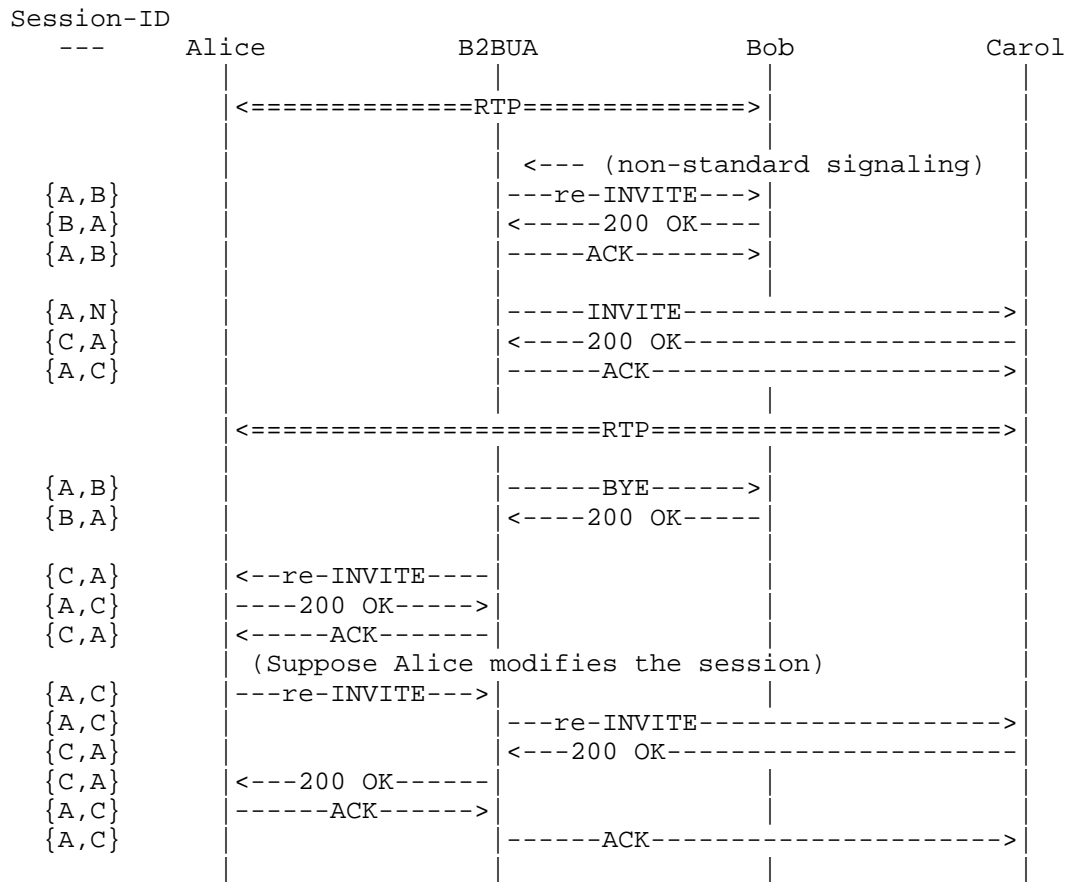 Session-ID
   ---      Alice            B2BUA             Bob            Carol
              |                |                |               |
              |<==============RTP==============>|               |
              |                |                |               |
              |                | <--- (non-standard signaling)  |
   {A,B}      |                |---re-INVITE--->|               |
   {B,A}      |                |<-----200 OK----|               |
   {A,B}      |                |-----ACK------->|               |
              |                |                |               |
   {A,N}      |                |-----INVITE-------------------->|
   {C,A}      |                |<----200 OK---------------------|
   {A,C}      |                |------ACK---------------------->|
              |                |                |               |
              |<======================RTP======================>|
              |                |                |               |
   {A,B}      |                |------BYE------>|               |
   {B,A}      |                |<----200 OK-----|               |
              |                |                |               |
   {C,A}      |<--re-INVITE----|                |               |
   {A,C}      |----200 OK----->|                |               |
   {C,A}      |<-----ACK-------|                |               |
              | (Suppose Alice modifies the session)            |
   {A,C}      |---re-INVITE--->|                |               |
   {A,C}      |                |---re-INVITE------------------->|
   {C,A}      |                |<---200 OK----------------------|
   {C,A}      |<---200 OK------|                |               |
   {A,C}      |------ACK------>|                |               |
   {A,C}      |                |------ACK---------------------->|
              |                |                |               |